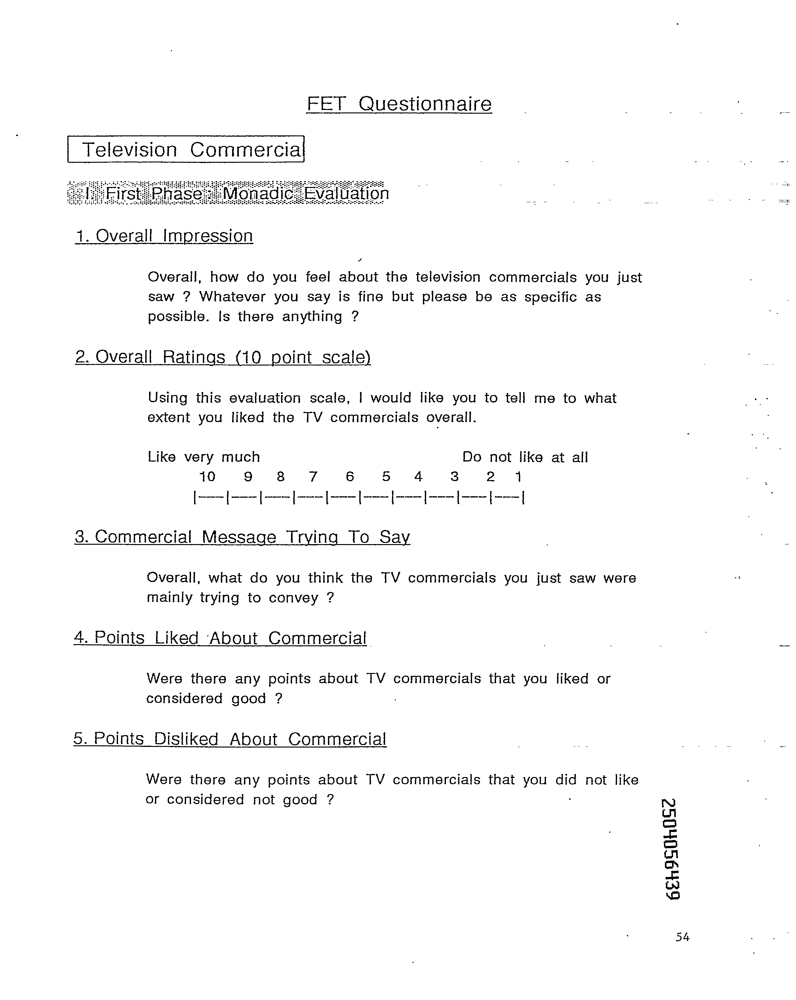 FET Questionnaire
Television Commercial
I. First Phase : Monadic Evaluation
1. Overall Impression
Overall, how do you feel about the television commercials you just
saw ? Whatever you say is fine but please be as specific as
possible. Is there anything ?
2. Overall Ratings (10 point scale)
Using this evaluation scale, I would like you to tell me to what
extent you liked the TV commercials overall.
Like very much Do not like at all
10 9 8 7 6 5 4 3 2 1
|---|---|---|---|---|---|---|---|---|---|
3. Commercial Message Trying To Say
Overall, what do you think the TV commercials you just saw were
mainly trying to convey ?
4. Points Liked About Commercial
Were there any points about TV commercials that you liked or
considered good ?
5. Points Disliked About Commercial
Were there any points about TV commercials that you did not like
or considered not good ?
2504056439
54